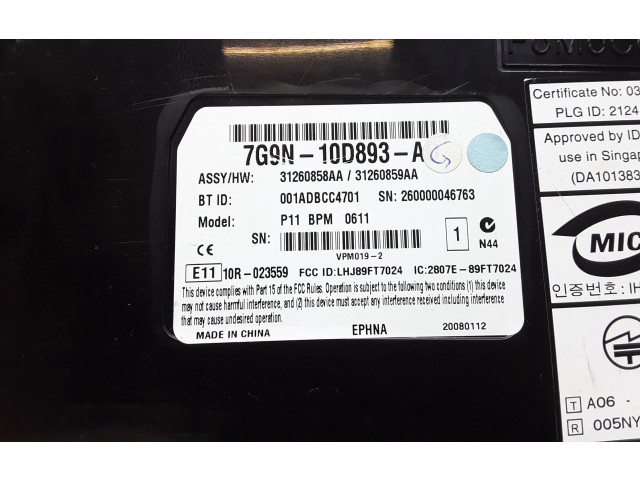 7G9N-10D893-A
ASSY/HW: 31260858AA / 31260859AA
BT ID: 001ADBCC4701 SN: 260000046763
Model: P11 BPM 0611
SN:
VPM019-2
1
N44
CE
E11 10R-023559 FCC ID:LHJ89FT7024 IC:2807E-89FT7024
This device complies with Part 15 of the FCC Rules. Operation is subject to the following two conditions (1) this device
may not cause harmful interference, and (2) this device must accept any interference including interference
that may cause undesired operation.
MADE IN CHINA EPHNA 20080112
Certificate No: 03
PLG ID: 2124
Approved by ID
use in Singap
(DA101383
MIC
인증번호: IH
T A06 -
R 005NY